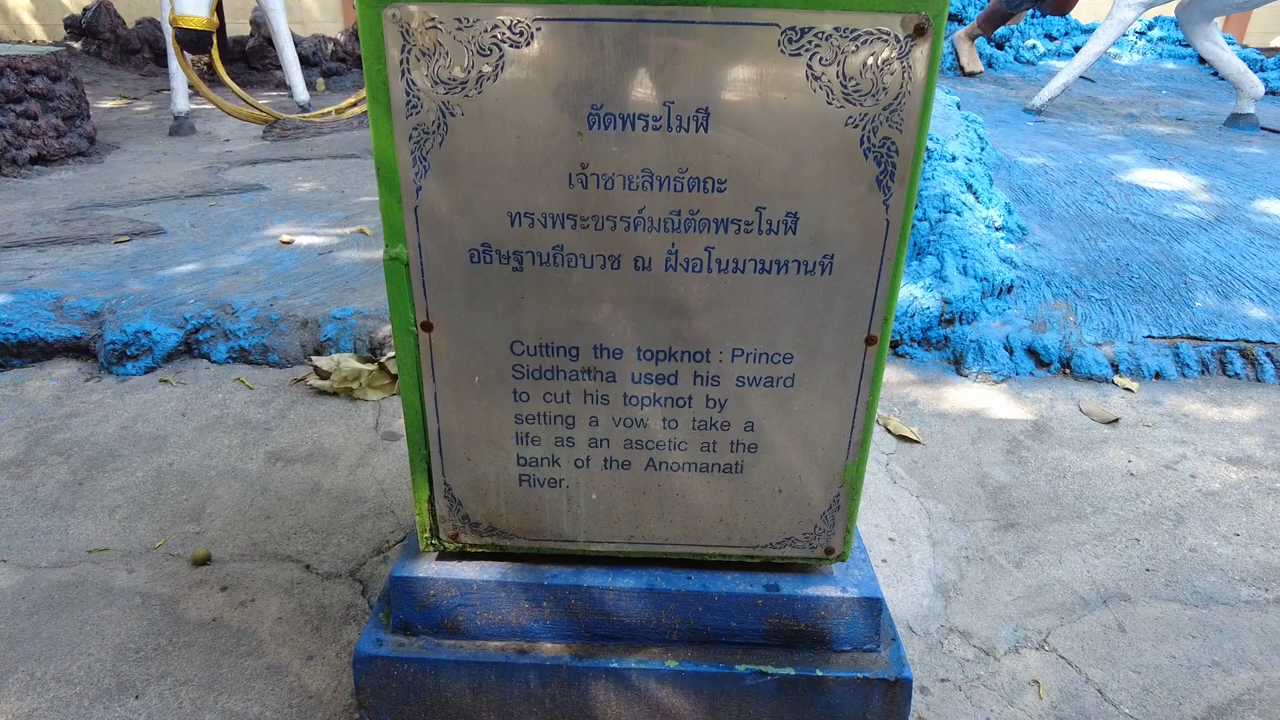 ตัดพระโมฬี
เจ้าชายสิทธัตถะ
ทรงพระขรรค์มณีตัดพระโมฬี
อธิษฐานถือบวช ณ ฝั่งอโนมามหานที
Cutting the topknot : Prince
Siddhattha used his sward
to cut his topknot by
setting a vow to take a
life as an ascetic at the
bank of the Anomanati
River.